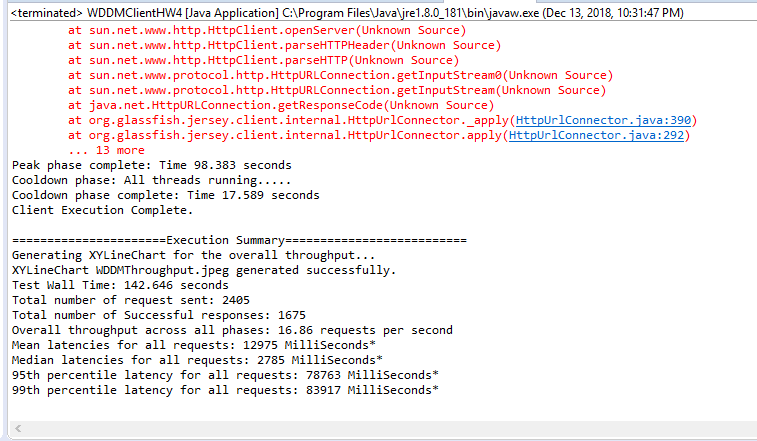 <terminated> WDDMClientHW4 [Java Application] C:\Program Files\Java\jre1.8.0_181\bin\javaw.exe (Dec 13, 2018, 10:31:47 PM)
at sun.net.www.http.HttpClient.openServer(Unknown Source)
at sun.net.www.http.HttpClient.parseHTTPHeader(Unknown Source)
at sun.net.www.http.HttpClient.parseHTTP(Unknown Source)
at sun.net.www.protocol.http.HttpURLConnection.getInputStream0(Unknown Source)
at sun.net.www.protocol.http.HttpURLConnection.getInputStream(Unknown Source)
at java.net.HttpURLConnection.getResponseCode(Unknown Source)
at org.glassfish.jersey.client.internal.HttpUrlConnector._apply(HttpUrlConnector.java:390)
at org.glassfish.jersey.client.internal.HttpUrlConnector.apply(HttpUrlConnector.java:292)
... 13 more
Peak phase complete: Time 98.383 seconds
Cooldown phase: All threads running.....
Cooldown phase complete: Time 17.589 seconds
Client Execution Complete.
======================Execution Summary==========================
Generating XYLineChart for the overall throughput...
XYLineChart WDDMThroughput.jpeg generated successfully.
Test Wall Time: 142.646 seconds
Total number of request sent: 2405
Total number of Successful responses: 1675
Overall throughput across all phases: 16.86 requests per second
Mean latencies for all requests: 12975 MilliSeconds*
Median latencies for all requests: 2785 MilliSeconds*
95th percentile latency for all requests: 78763 MilliSeconds*
99th percentile latency for all requests: 83917 MilliSeconds*